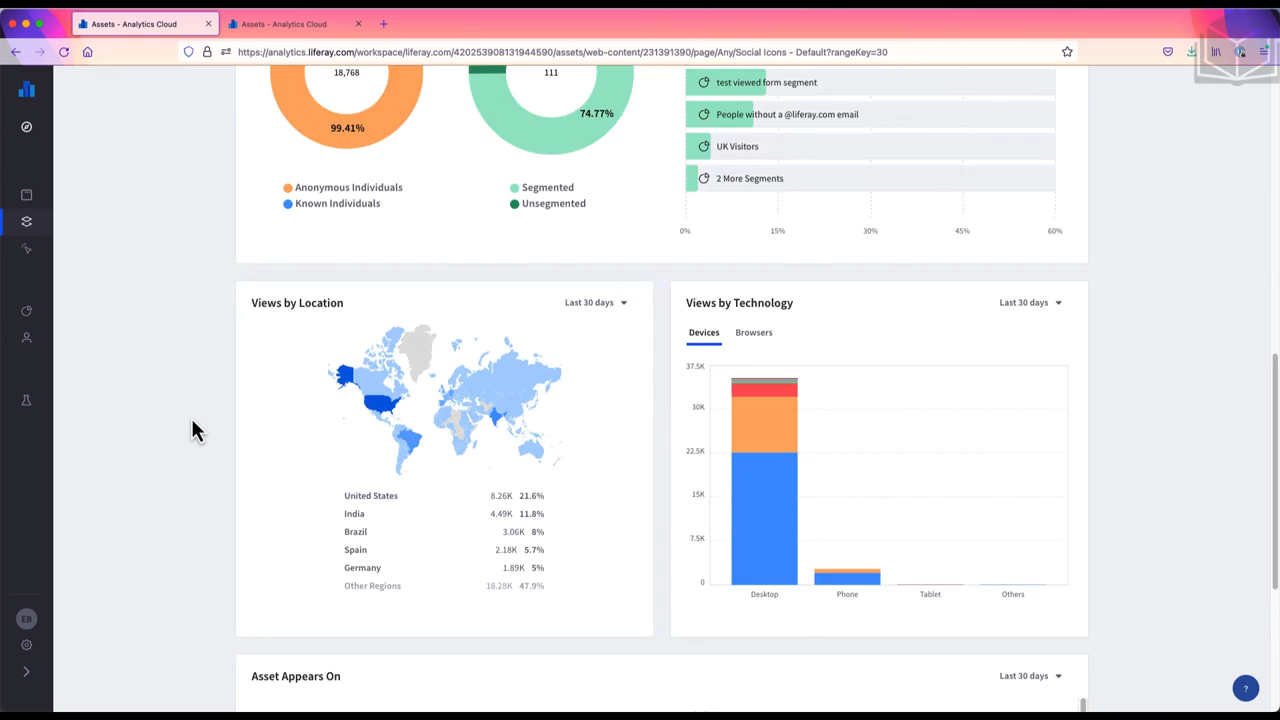 Assets - Analytics Cloud
Assets - Analytics Cloud
https://analytics.liferay.com/workspace/liferay.com/420253908131944590/assets/web-content/231391390/page/Any/Social Icons - Default?rangeKey=30
18,768
99.41%
Anonymous Individuals
Known Individuals
111
74.77%
Segmented
Unsegmented
test viewed form segment
People without a @liferay.com email
UK Visitors
2 More Segments
0% 15% 30% 45% 60%
Views by Location
Last 30 days
United States 8.26K 21.6%
India 4.49K 11.8%
Brazil 3.06K 8%
Spain 2.18K 5.7%
Germany 1.89K 5%
Other Regions 18.28K 47.9%
Views by Technology
Last 30 days
Devices Browsers
37.5K
30K
22.5K
15K
7.5K
0
Desktop Phone Tablet Others
Asset Appears On
Last 30 days
EB
?